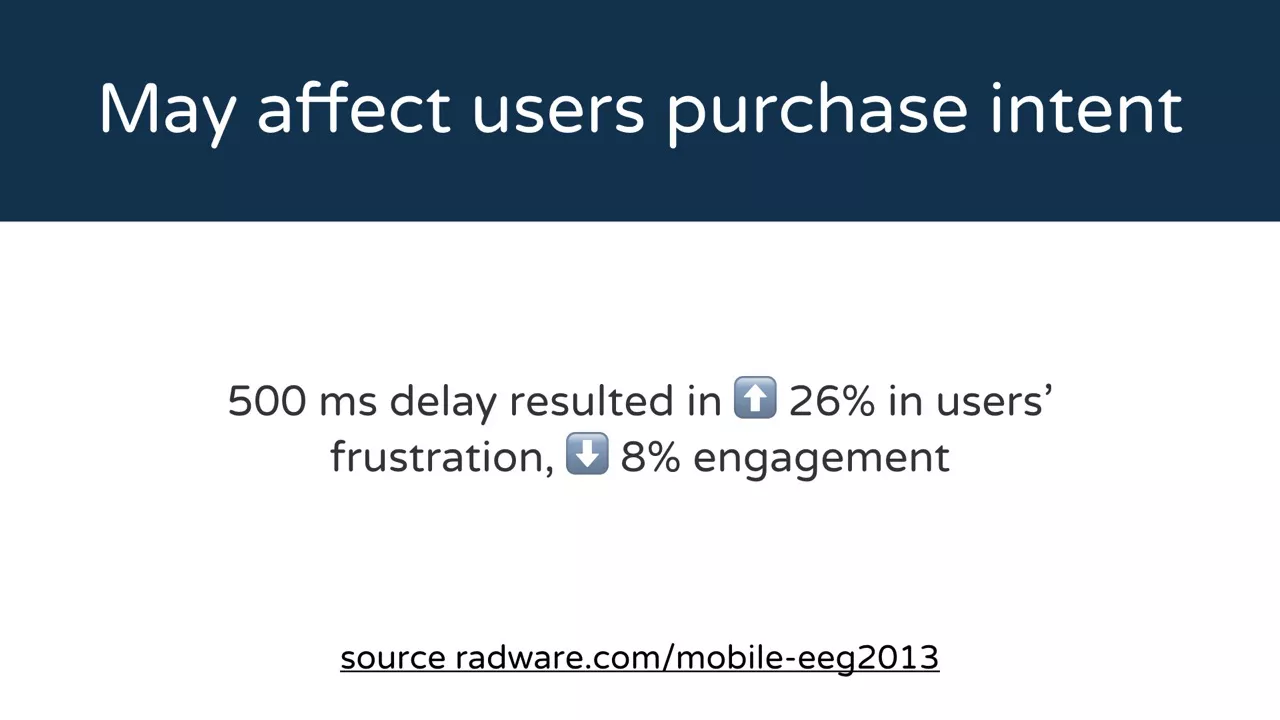 May affect users purchase intent
500 ms delay resulted in ⬆️ 26% in users’
frustration, ⬇️ 8% engagement
source radware.com/mobile-eeg2013